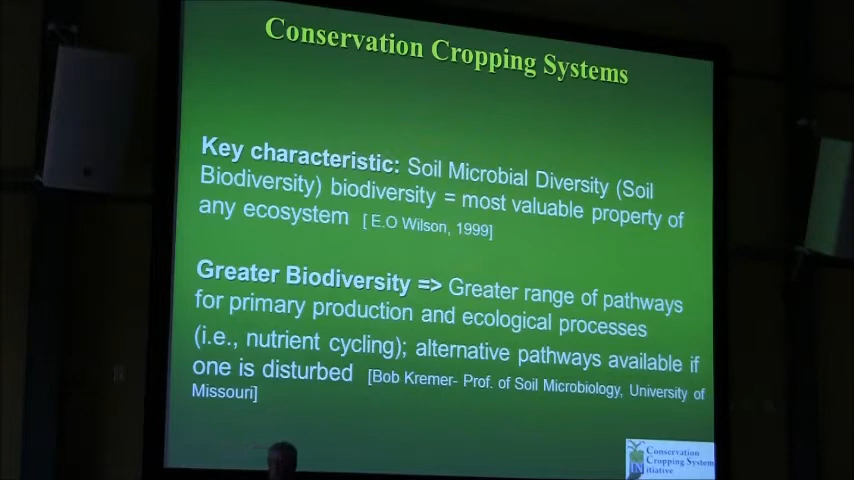 Conservation Cropping Systems
Key characteristic: Soil Microbial Diversity (Soil
Biodiversity) biodiversity = most valuable property of
any ecosystem [ E.O Wilson, 1999]
Greater Biodiversity => Greater range of pathways
for primary production and ecological processes
(i.e., nutrient cycling); alternative pathways available if
one is disturbed [Bob Kremer- Prof. of Soil Microbiology, University of
Missouri]
Conservation
Cropping System
INitiative